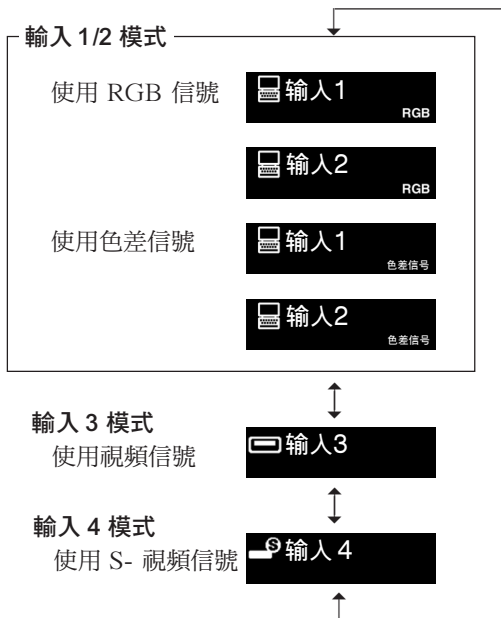 輸入 1/2 模式
使用 RGB 信號
输入1
RGB
输入2
RGB
使用色差信號
输入1
色差信号
输入2
色差信号
輸入 3 模式
使用視頻信號
输入3
輸入 4 模式
使用 S- 視頻信號
S
输入 4